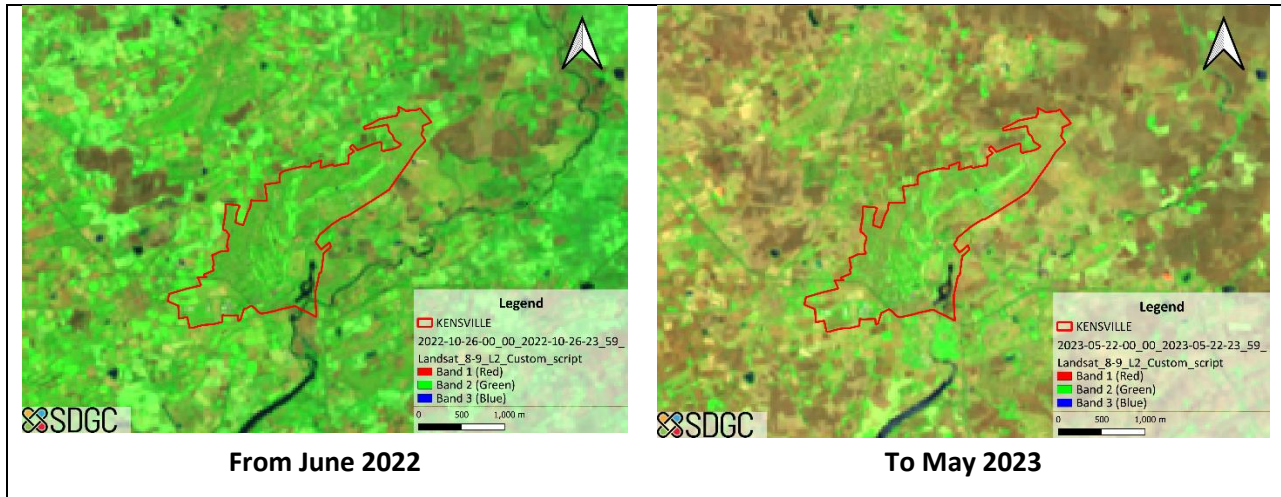 Legend
KENSVILLE
2022-10-26-00_00_2022-10-26-23_59_
Landsat_8-9_L2_Custom_script
Band 1 (Red)
Band 2 (Green)
Band 3 (Blue)
0 500 1,000 m
SDGC
From June 2022
Legend
KENSVILLE
2023-05-22-00_00_2023-05-22-23_59_
Landsat_8-9_L2_Custom_script
Band 1 (Red)
Band 2 (Green)
Band 3 (Blue)
0 500 1,000 m
SDGC
To May 2023